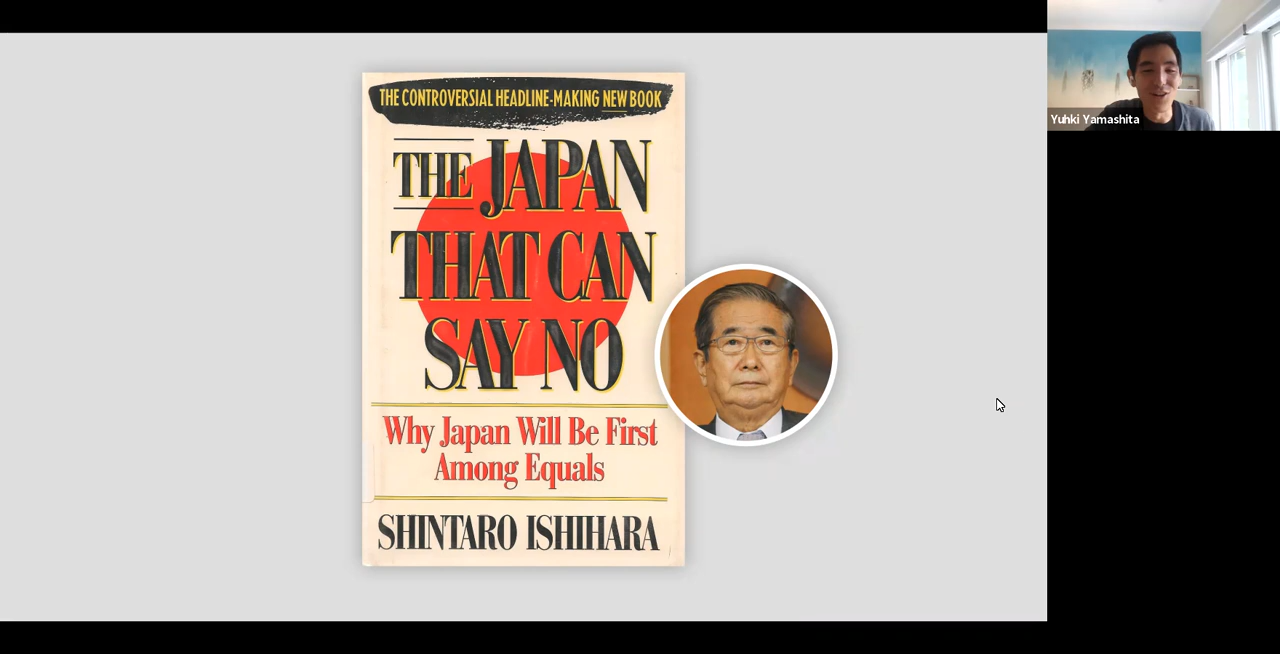 THE CONTROVERSIAL HEADLINE-MAKING NEW BOOK
THE JAPAN
THAT CAN
SAY NO
Why Japan Will Be First
Among Equals
SHINTARO ISHIHARA
Yuhki Yamashita